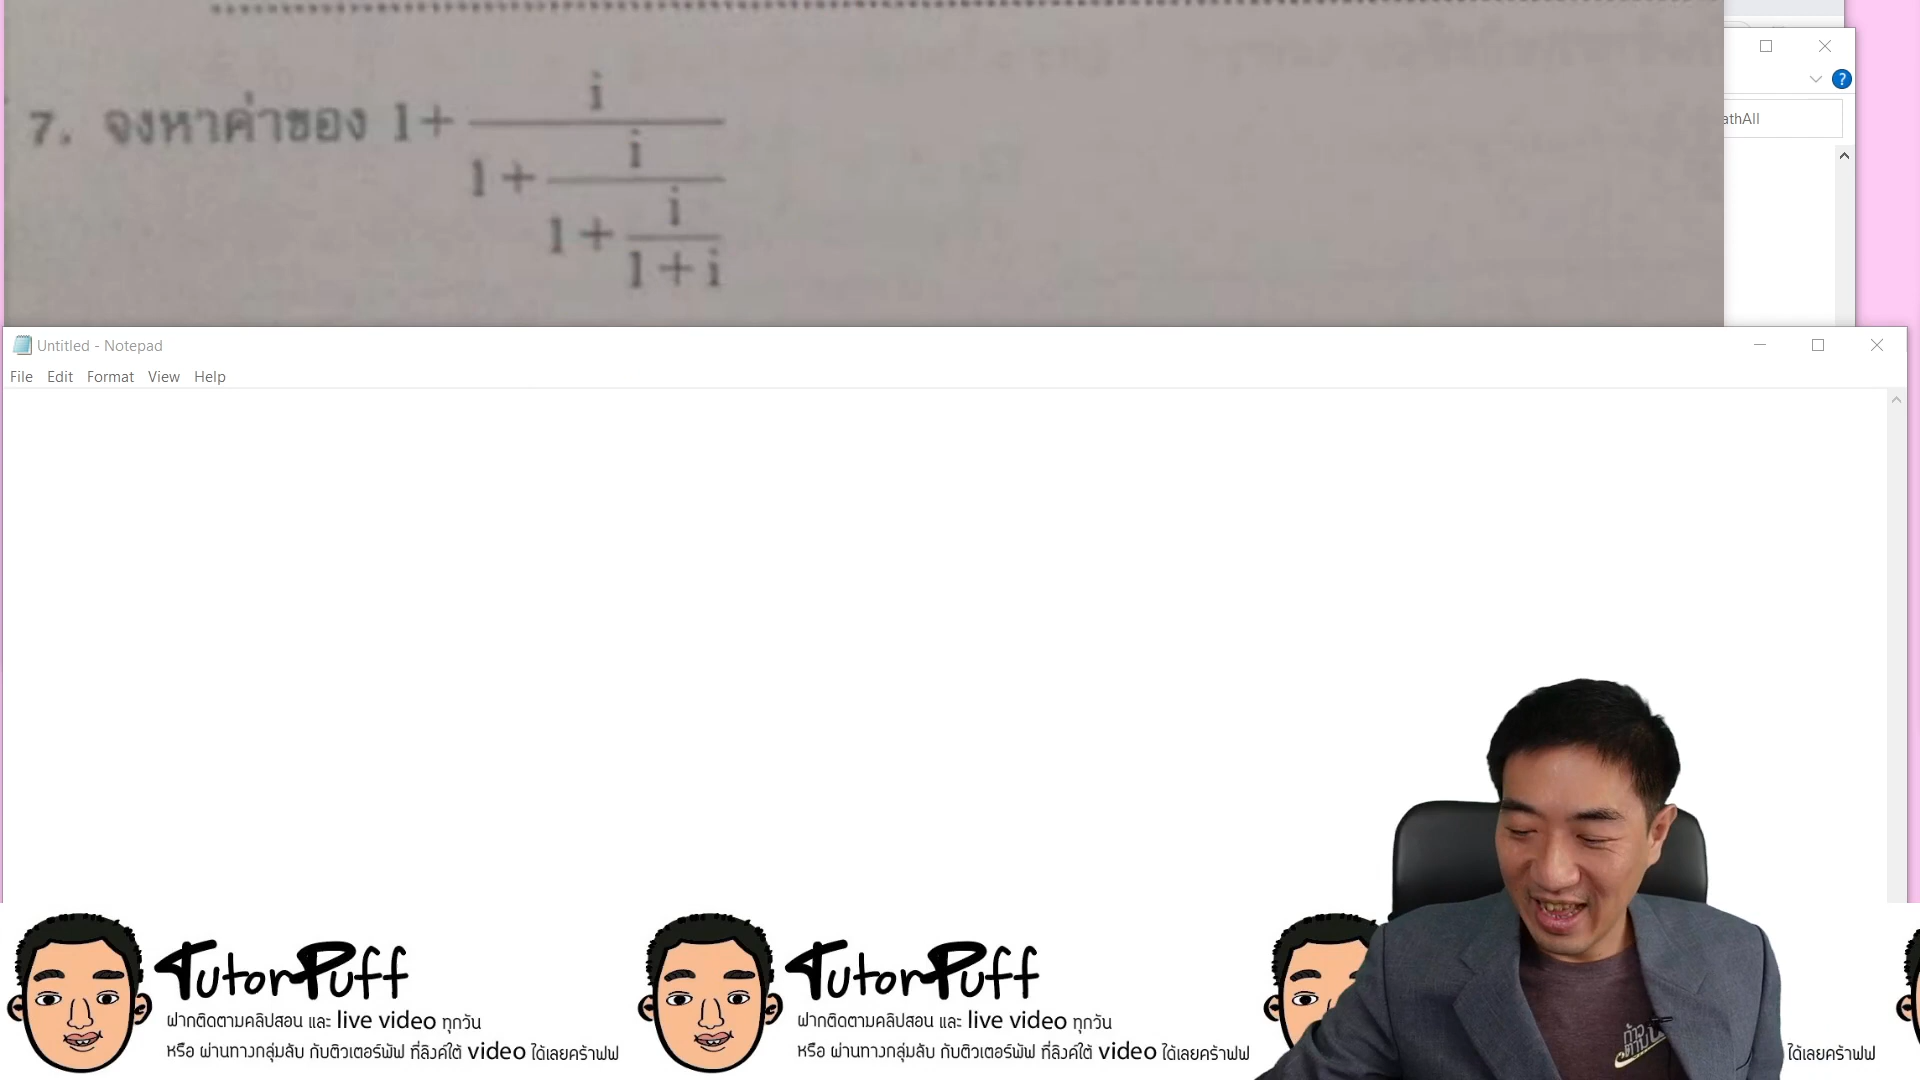 7. จงหาค่าของ 1+ i
1+ i
1+ i
1+i
athAll
Untitled - Notepad
File Edit Format View Help
TutorPuff
ฝากติดตามคลิปสอน และ live video ทุกวัน
หรือ ผ่านทางกลุ่มลับ กับติวเตอร์พัฟ ที่ลิงค์ใต้ video ได้เลยคร้าฟฟ
TutorPuff
ฝากติดตามคลิปสอน และ live video ทุกวัน
หรือ ผ่านทางกลุ่มลับ กับติวเตอร์พัฟ ที่ลิงค์ใต้ video ได้เลยคร้าฟฟ
ได้เลยคร้าฟฟ